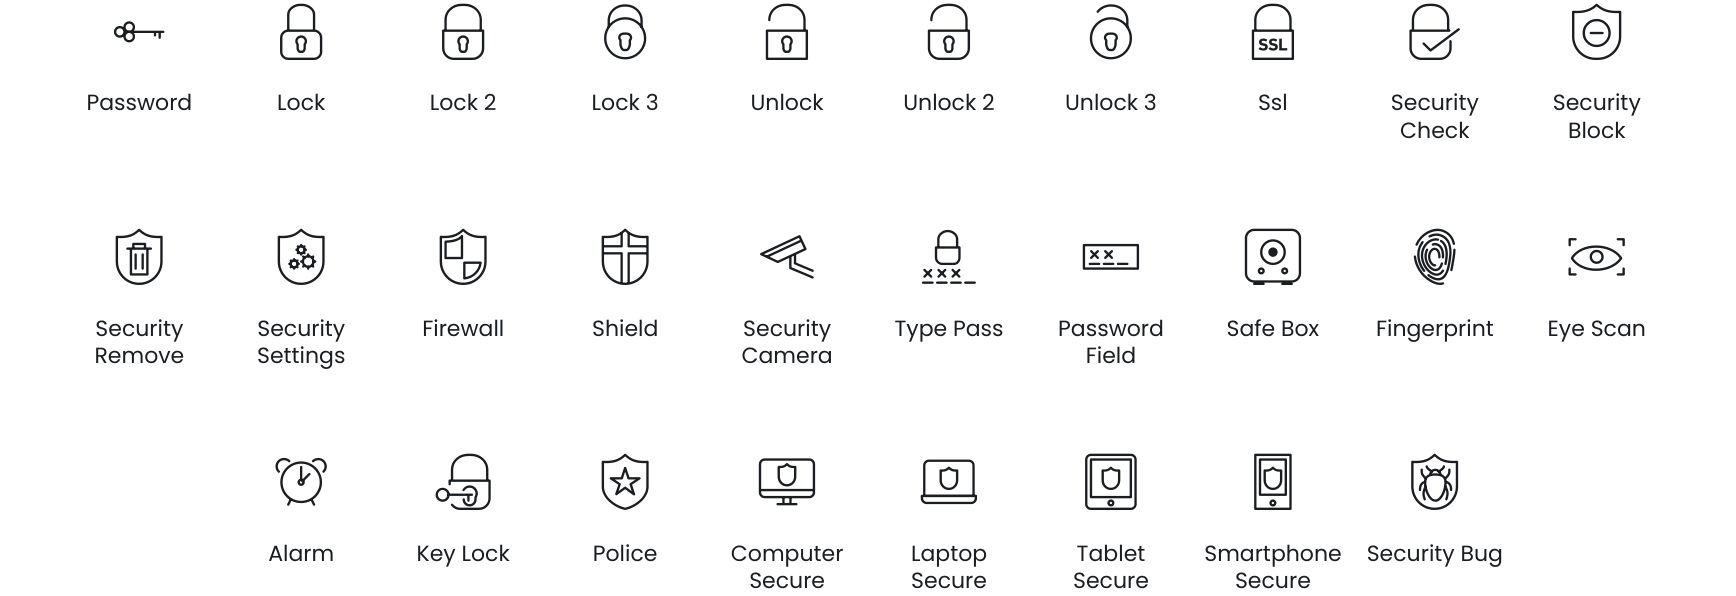 SSL
Password Lock Lock 2 Lock 3 Unlock Unlock 2 Unlock 3 Ssl Security Security
Check Block
Security Security Firewall Shield Security Type Pass Password Safe Box Fingerprint Eye Scan
Remove Settings Camera Field
Alarm Key Lock Police Computer Laptop Tablet Smartphone Security Bug
Secure Secure Secure Secure